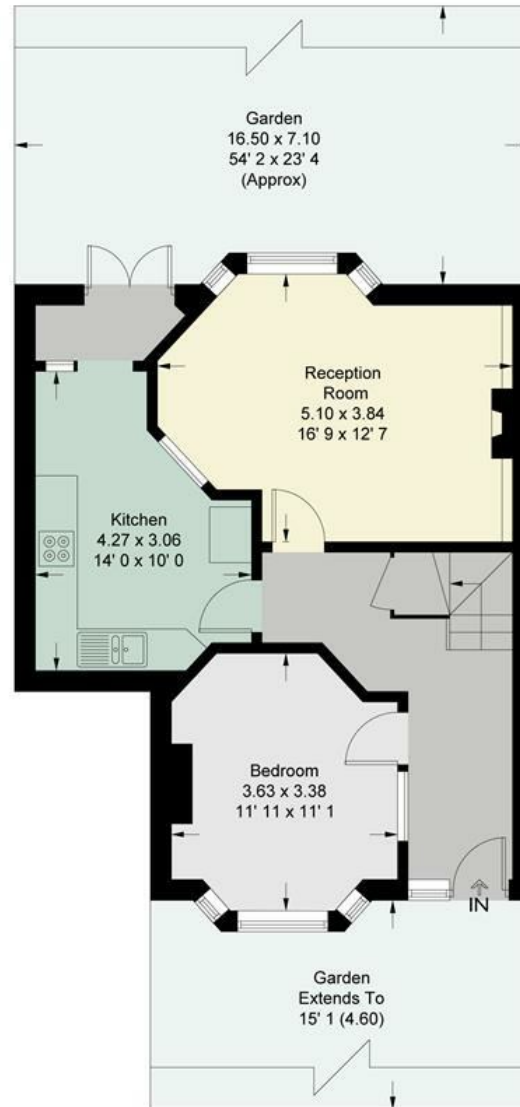 Garden
16.50 x 7.10
54' 2 x 23' 4
(Approx)
Reception
Room
5.10 x 3.84
16' 9 x 12' 7
Kitchen
4.27 x 3.06
14' 0 x 10' 0
Bedroom
3.63 x 3.38
11' 11 x 11' 1
IN
Garden
Extends To
15' 1 (4.60)